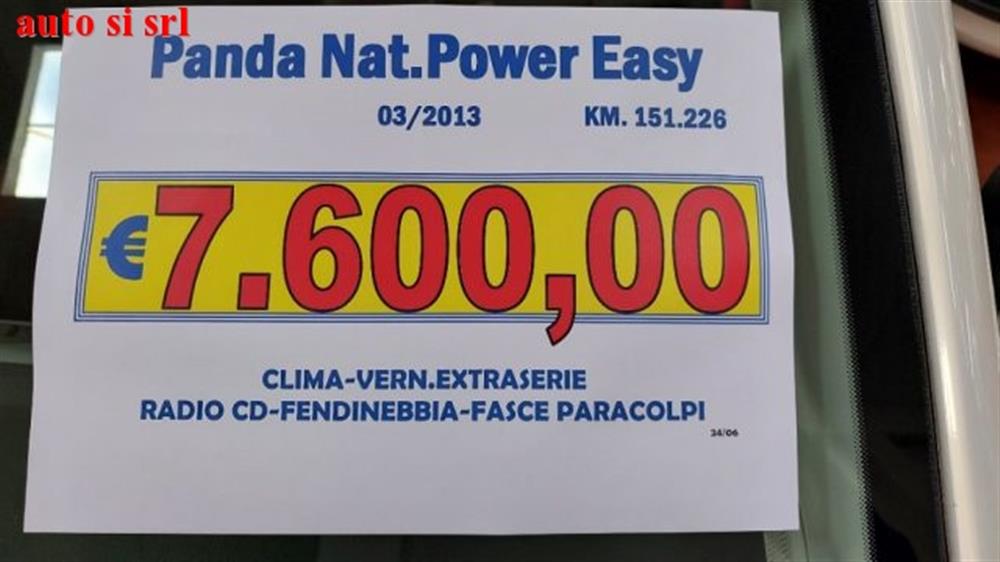 auto si srl
Panda Nat.Power Easy
03/2013 KM. 151.226
€7.600,00
CLIMA-VERN.EXTRASERIE
RADIO CD-FENDINEBBIA-FASCE PARACOLPI
24/06